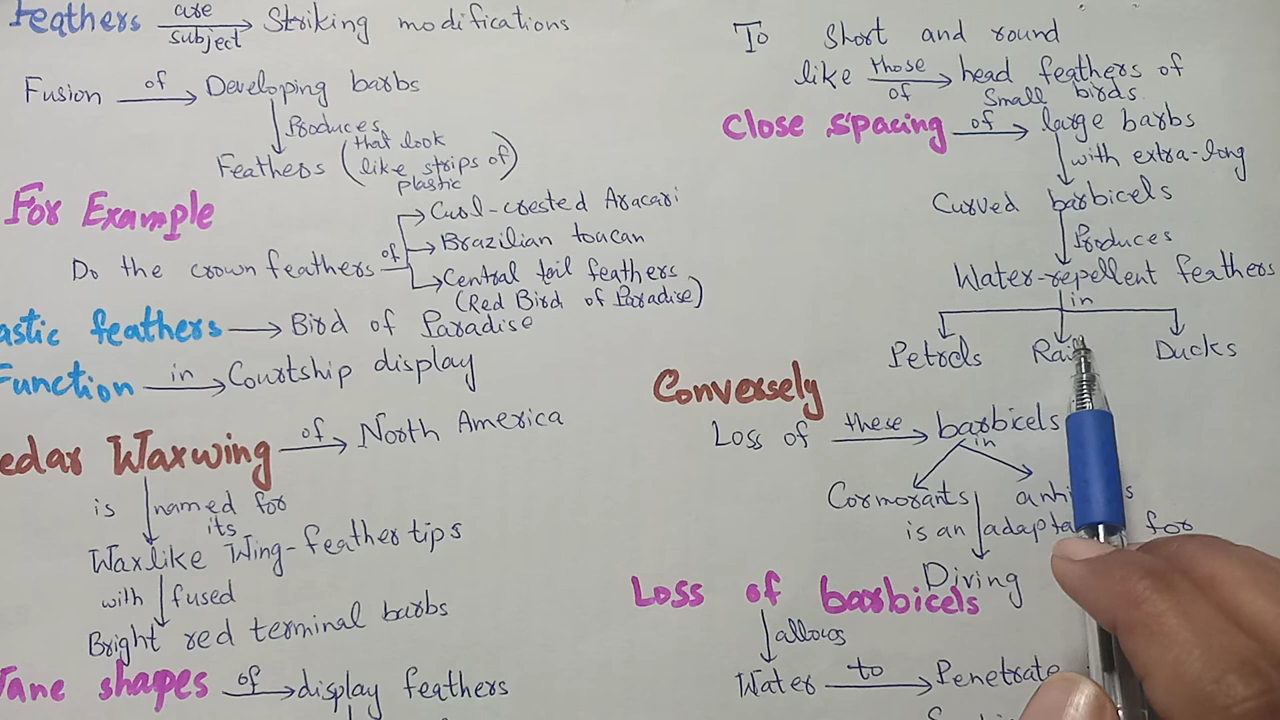 Feathers are subject → Striking modifications
Fusion of → Developing barbs
Produces
Feathers (that look like strips of plastic)
For Example
Do the crown feathers of → Curl-crested Aracari
→ Brazilian toucan
→ Central tail feathers
(Red Bird of Paradise)
astic feathers → Bird of Paradise
Function in → Courtship display
edar Waxwing of → North America
is named for its
Waxlike Wing-feather tips
with fused
Bright red terminal barbs
Vane shapes of → display feathers
To short and round
like those of → head feathers of
Small birds.
Close spacing of → large barbs
with extra-long
Curved barbicels
Produces
Water-repellent feathers
in
Petrels Ducks
Conversely
Loss of these → barbicels
in
Cormorants
is an for
Diving
Loss of barbicels
allows
Water to → Penetrate